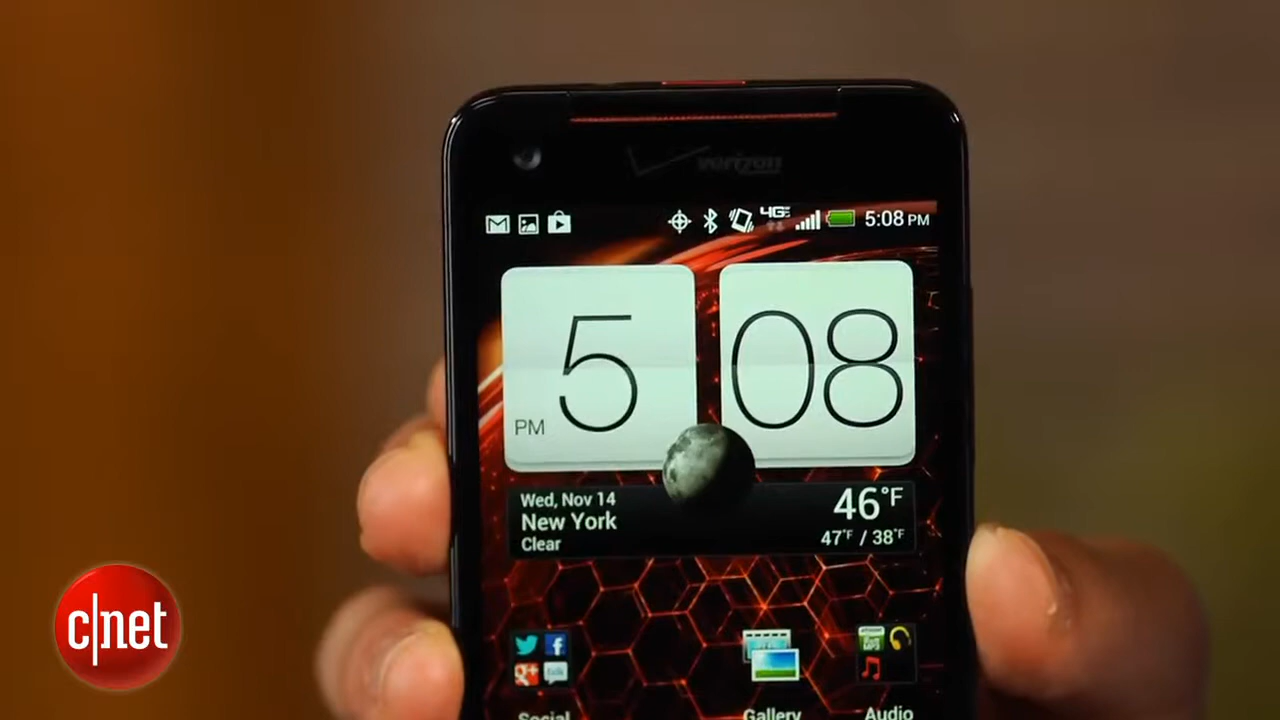 verizon
4G
5:08 PM
5
08
PM
Wed, Nov 14
New York
Clear
46°F
47°F / 38°F
c|net
Social
Gallery
Audio